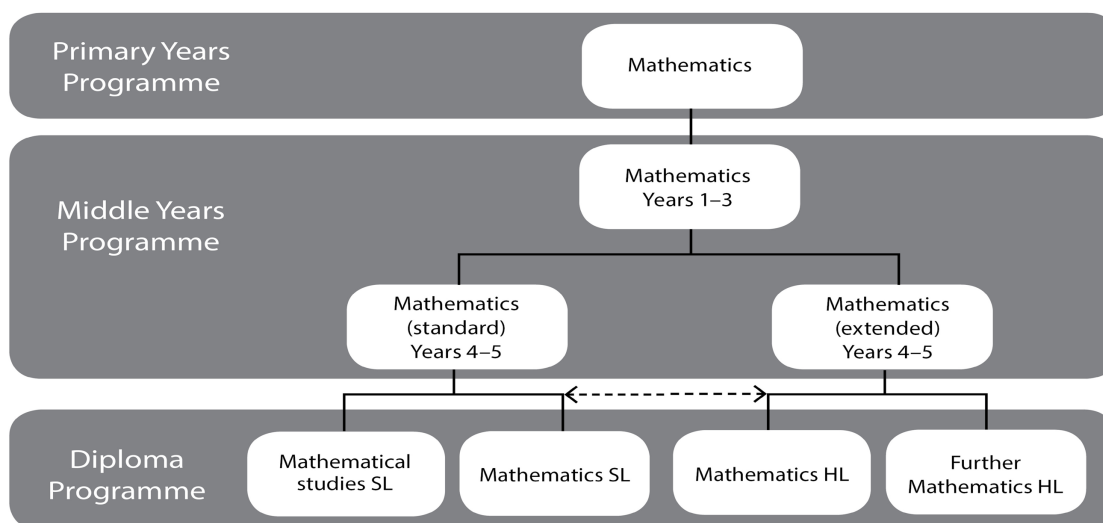 Primary Years
Programme
Mathematics
Middle Years
Programme
Mathematics
Years 1–3
Mathematics
(standard)
Years 4–5
Mathematics
(extended)
Years 4–5
Diploma
Programme
Mathematical
studies SL
Mathematics SL
Mathematics HL
Further
Mathematics HL